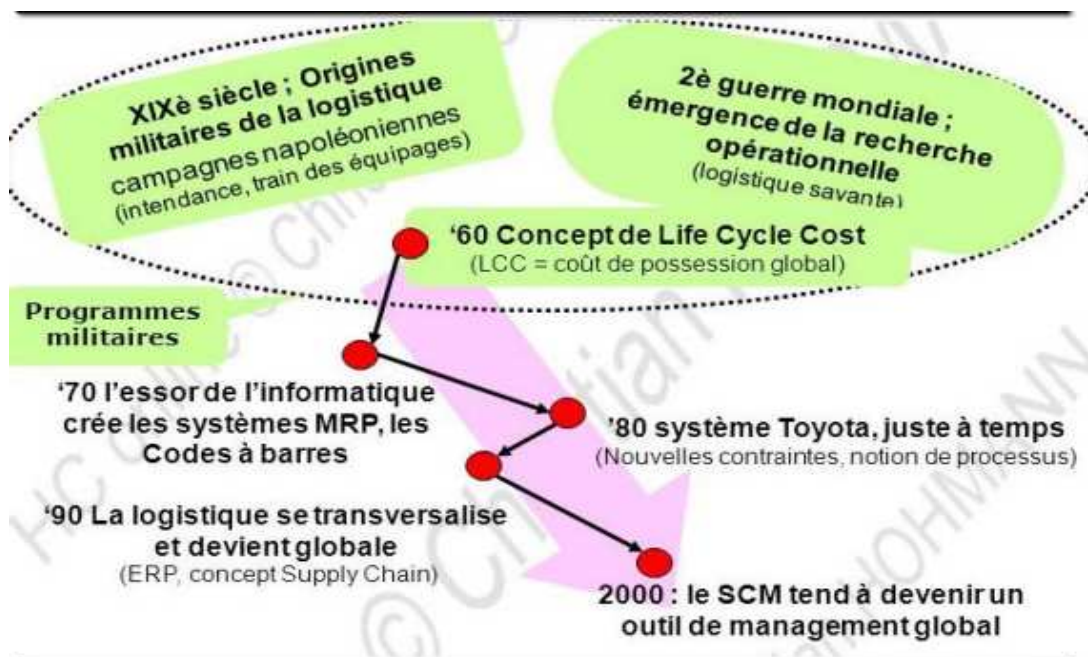 XIXè siècle ; Origines
militaires de la logistique
campagnes napoléoniennes
(intendance, train des équipages)
2è guerre mondiale ;
émergence de la recherche
opérationnelle
(logistique savante)
‘60 Concept de Life Cycle Cost
(LCC = coût de possession global)
Programmes
militaires
‘70 l’essor de l’informatique
crée les systèmes MRP, les
Codes à barres
’80 système Toyota, juste à temps
(Nouvelles contraintes, notion de processus)
‘90 La logistique se transversalise
et devient globale
(ERP, concept Supply Chain)
2000 : le SCM tend à devenir un
outil de management global
© Christian HOHMANN